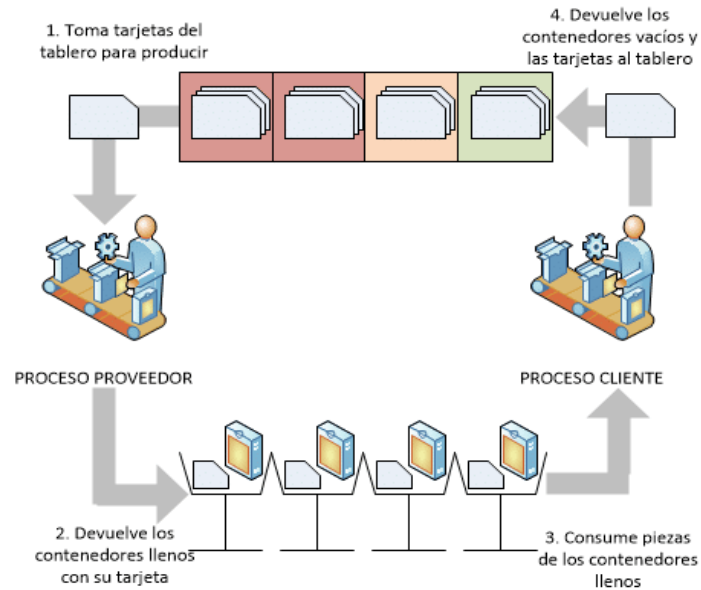 1. Toma tarjetas del
tablero para producir
4. Devuelve los
contenedores vacíos y
las tarjetas al tablero
PROCESO PROVEEDOR
PROCESO CLIENTE
2. Devuelve los
contenedores llenos
con su tarjeta
3. Consume piezas
de los contenedores
llenos